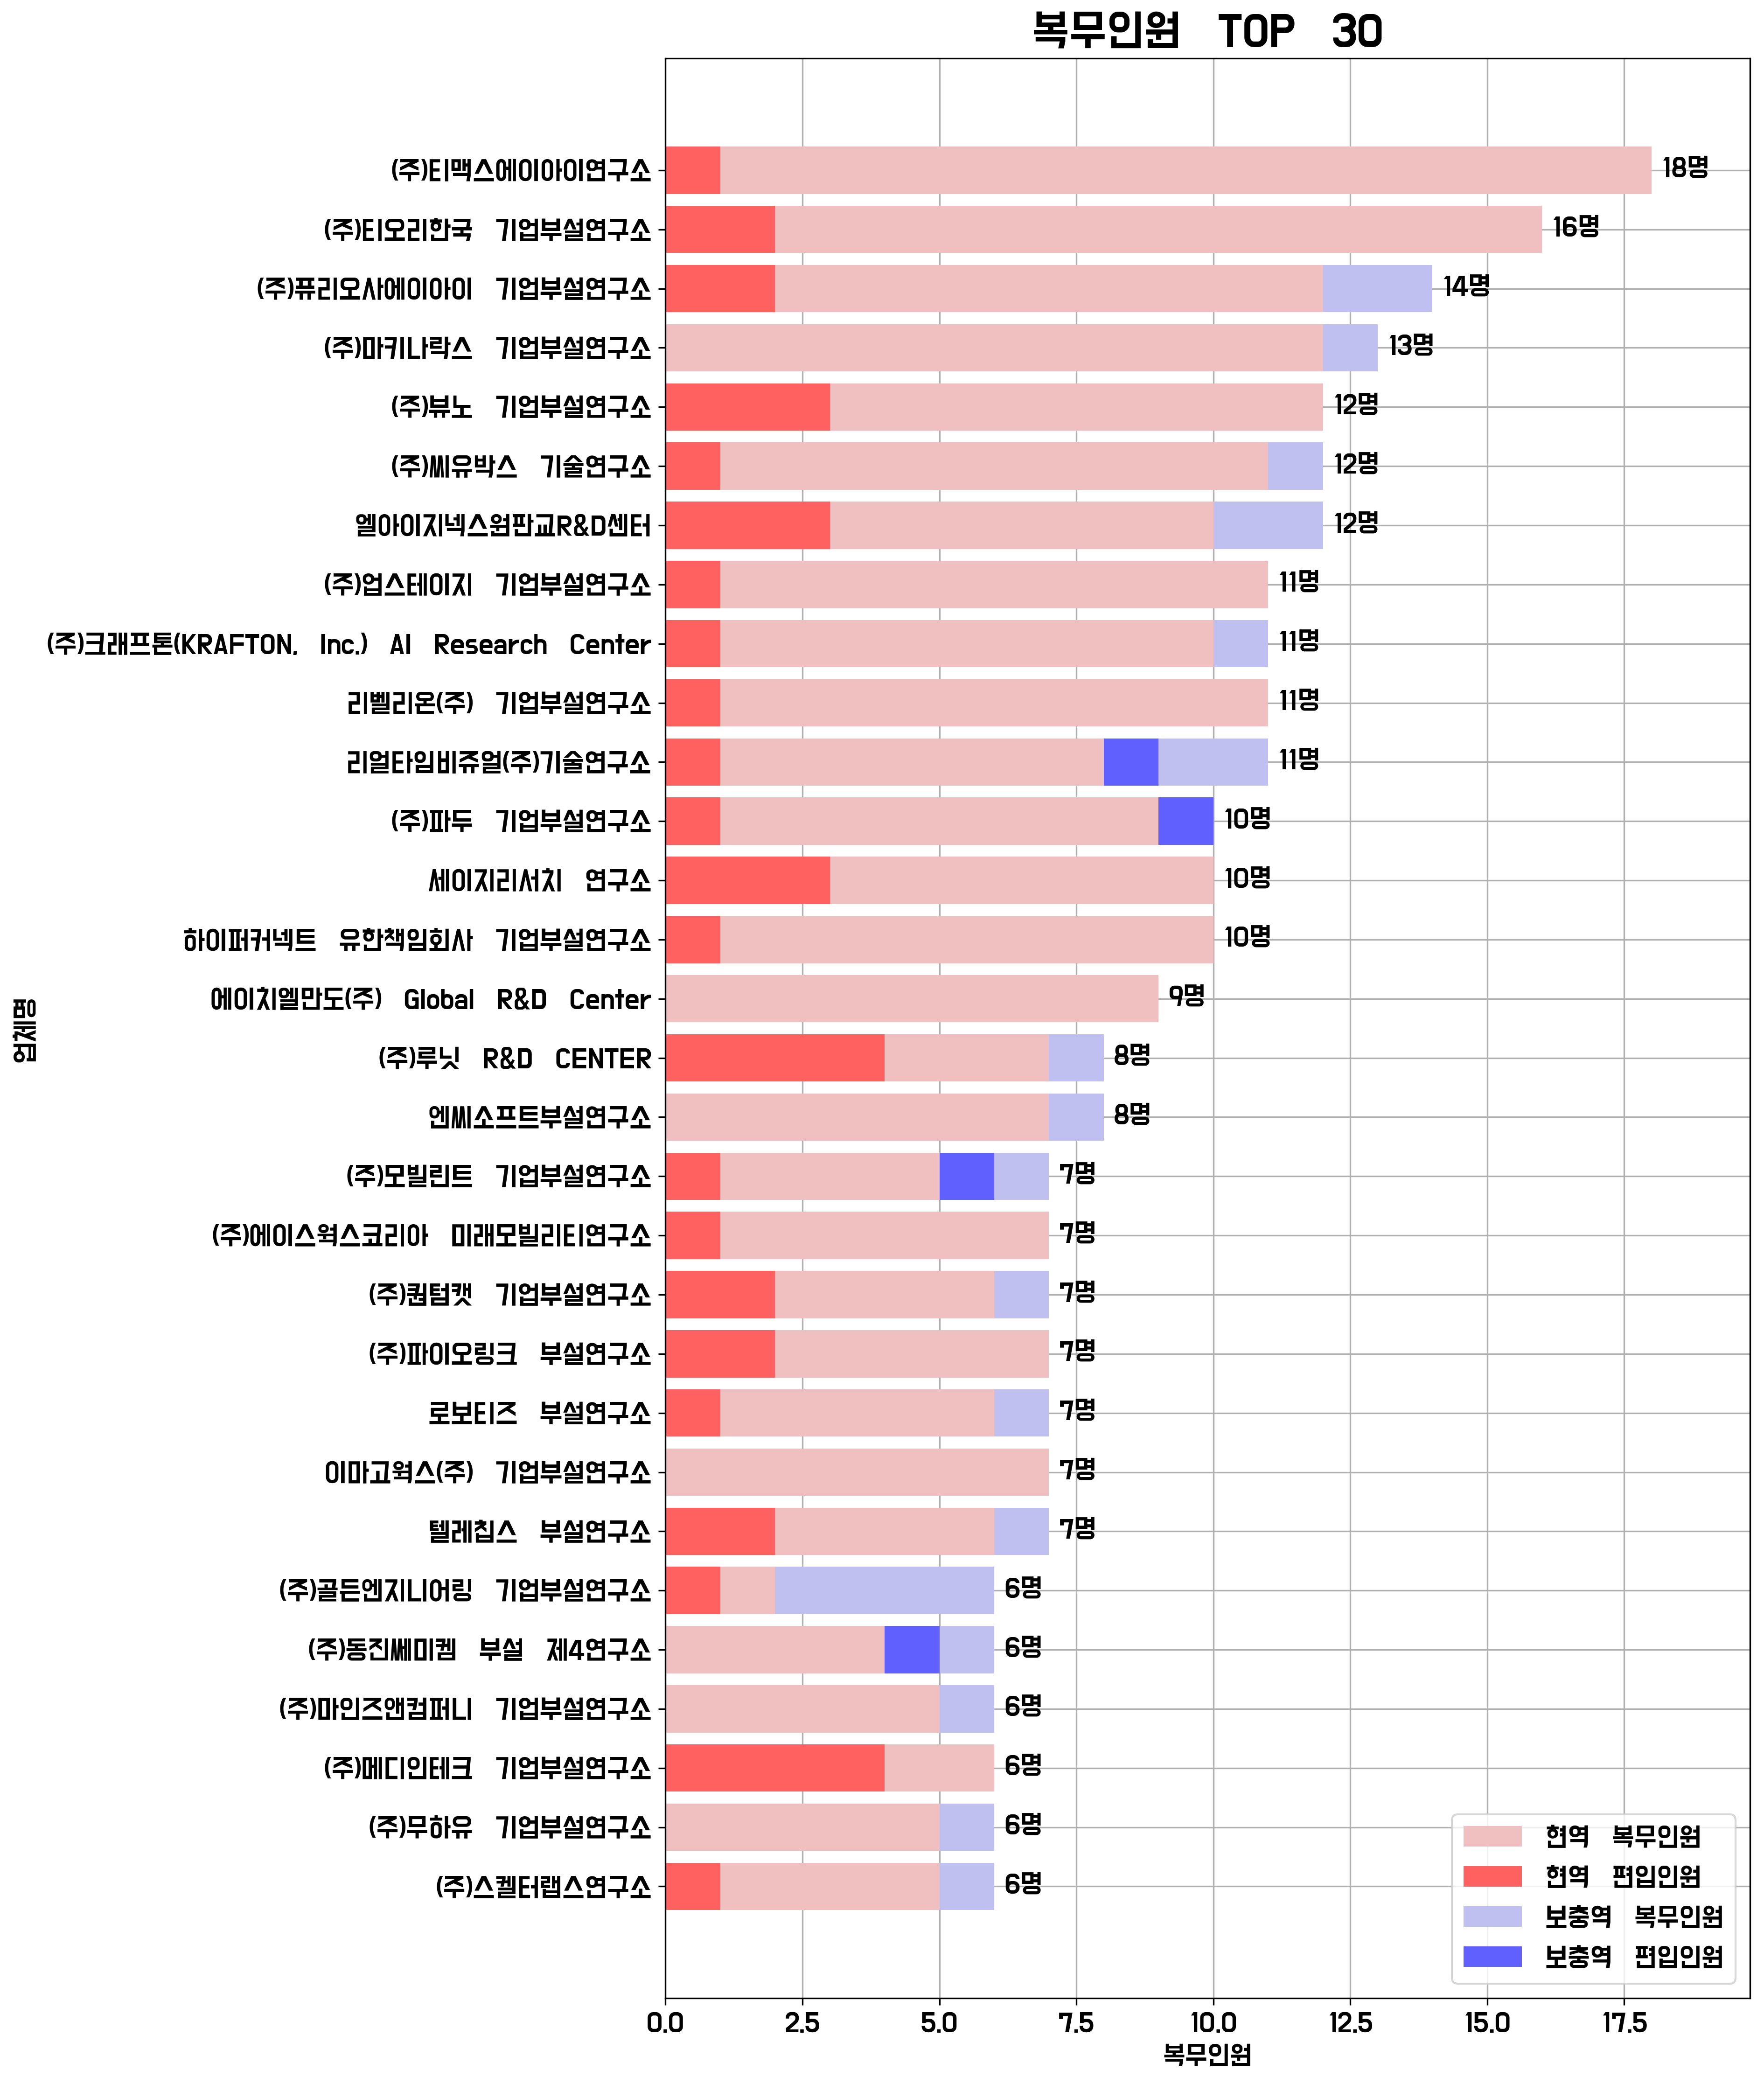 복무인원 TOP 30
(주)티맥스에이아이연구소 18명
(주)티오리한국 기업부설연구소 16명
(주)퓨리오사에이아이 기업부설연구소 14명
(주)마키나락스 기업부설연구소 13명
(주)뷰노 기업부설연구소 12명
(주)씨유박스 기술연구소 12명
엘아이지넥스원판교R&D센터 12명
(주)업스테이지 기업부설연구소 11명
(주)크래프톤(KRAFTON, Inc.) AI Research Center 11명
리벨리온(주) 기업부설연구소 11명
리얼타임비쥬얼(주)기술연구소 11명
(주)파두 기업부설연구소 10명
세이지리서치 연구소 10명
하이퍼커넥트 유한책임회사 기업부설연구소 10명
에이치엘만도(주) Global R&D Center 9명
(주)루닛 R&D CENTER 8명
엔씨소프트부설연구소 8명
(주)모빌린트 기업부설연구소 7명
(주)에이스웍스코리아 미래모빌리티연구소 7명
(주)퀀텀캣 기업부설연구소 7명
(주)파이오링크 부설연구소 7명
로보티즈 부설연구소 7명
이마고웍스(주) 기업부설연구소 7명
텔레칩스 부설연구소 7명
(주)골든엔지니어링 기업부설연구소 6명
(주)동진쎄미켐 부설 제4연구소 6명
(주)마인즈앤컴퍼니 기업부설연구소 6명
(주)메디인테크 기업부설연구소 6명
(주)무하유 기업부설연구소 6명
(주)스켈터랩스연구소 6명
업체명
현역 복무인원
현역 편입인원
보충역 복무인원
보충역 편입인원
0.0 2.5 5.0 7.5 10.0 12.5 15.0 17.5
복무인원